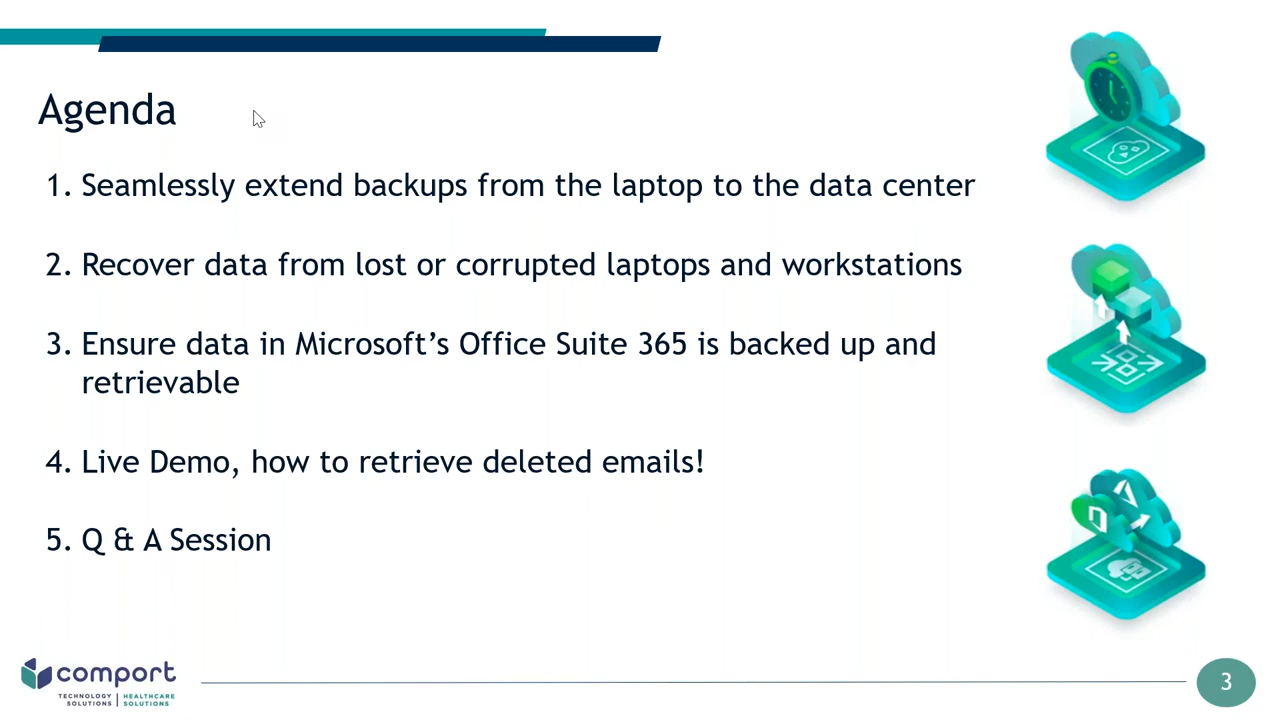 Agenda
1. Seamlessly extend backups from the laptop to the data center
2. Recover data from lost or corrupted laptops and workstations
3. Ensure data in Microsoft’s Office Suite 365 is backed up and
retrievable
4. Live Demo, how to retrieve deleted emails!
5. Q & A Session
comport
TECHNOLOGY SOLUTIONS | HEALTHCARE SOLUTIONS
3